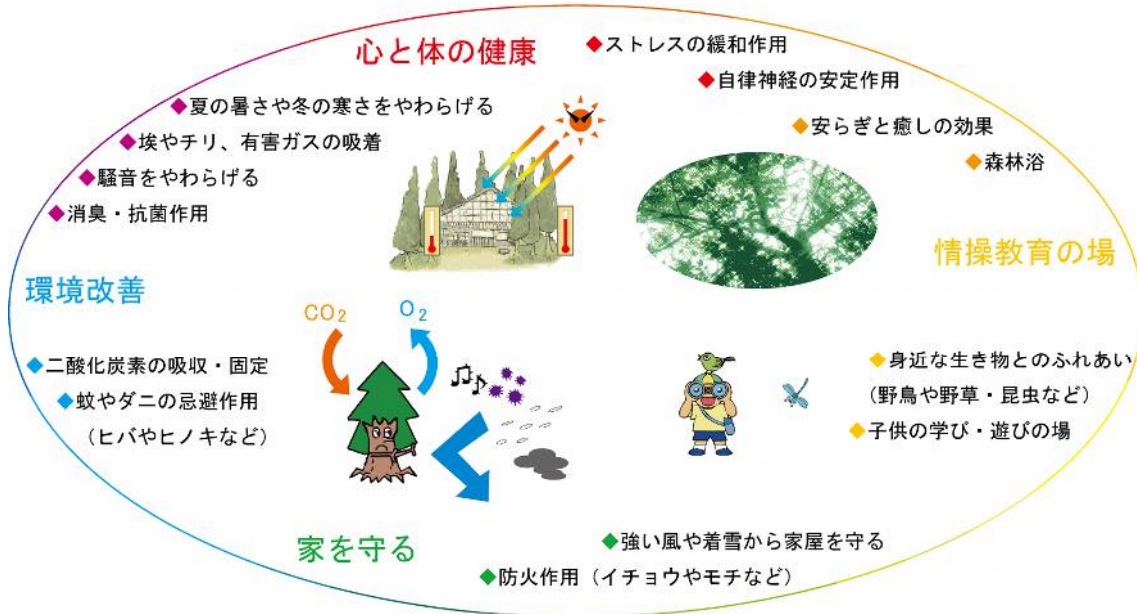 心と体の健康
◆ストレスの緩和作用
◆自律神経の安定作用
◆安らぎと癒しの効果
◆森林浴
◆夏の暑さや冬の寒さをやわらげる
◆埃やチリ、有害ガスの吸着
◆騒音をやわらげる
◆消臭・抗菌作用
情操教育の場
環境改善
CO₂
O₂
◆二酸化炭素の吸収・固定
◆蚊やダニの忌避作用
(ヒバやヒノキなど)
◆身近な生き物とのふれあい
(野鳥や野草・昆虫など)
◆子供の学び・遊びの場
家を守る
◆強い風や着雪から家屋を守る
◆防火作用(イチョウやモチなど)